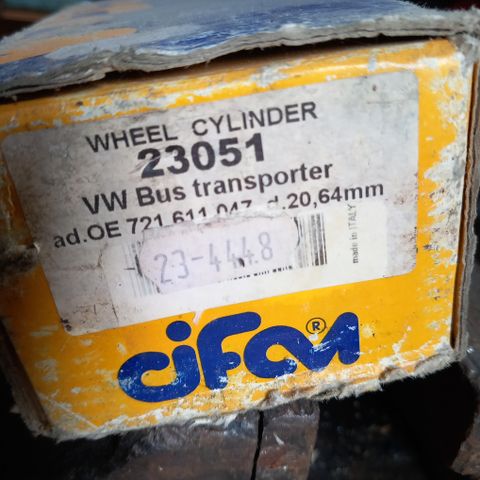 WHEEL CYLINDER
23051
VW Bus transporter
ad.OE 721 611 047 d.20,64mm
23-4448
made in ITALY
cifam®